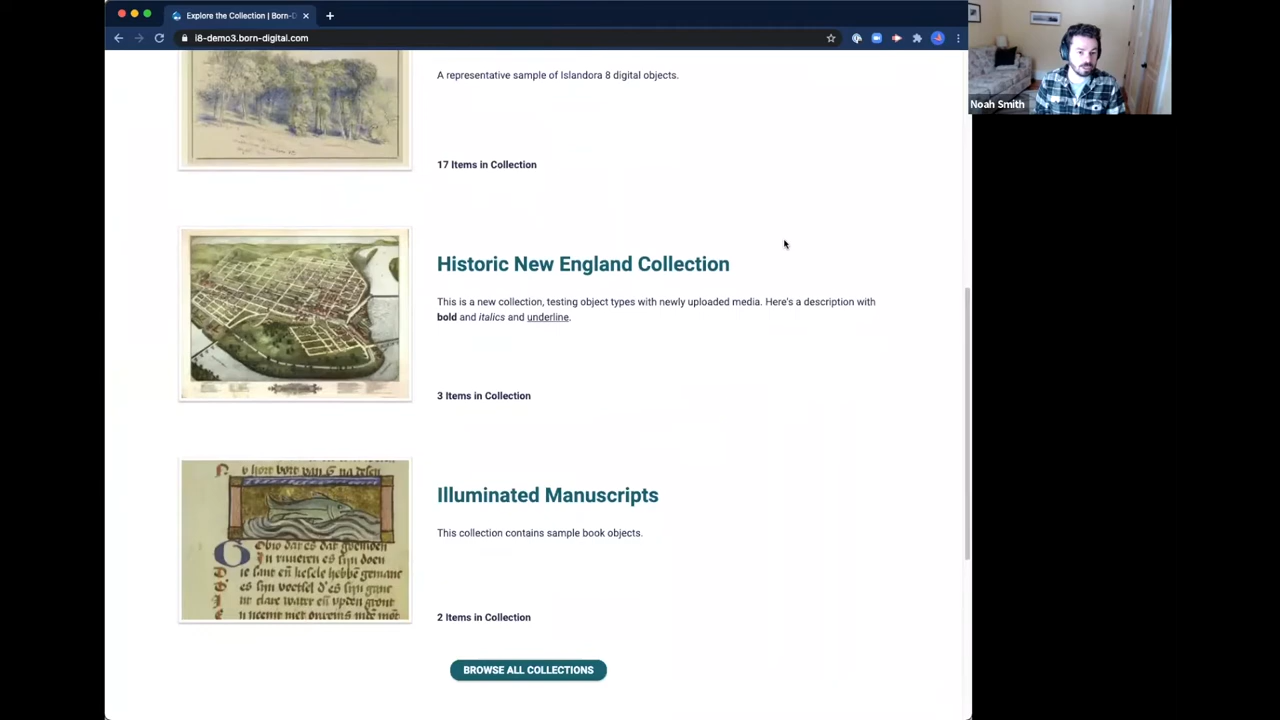 Explore the Collection | Born-D
i8-demo3.born-digital.com
Noah Smith
A representative sample of Islandora 8 digital objects.
17 Items in Collection
Historic New England Collection
This is a new collection, testing object types with newly uploaded media. Here's a description with
bold and italics and underline.
3 Items in Collection
Illuminated Manuscripts
This collection contains sample book objects.
2 Items in Collection
BROWSE ALL COLLECTIONS